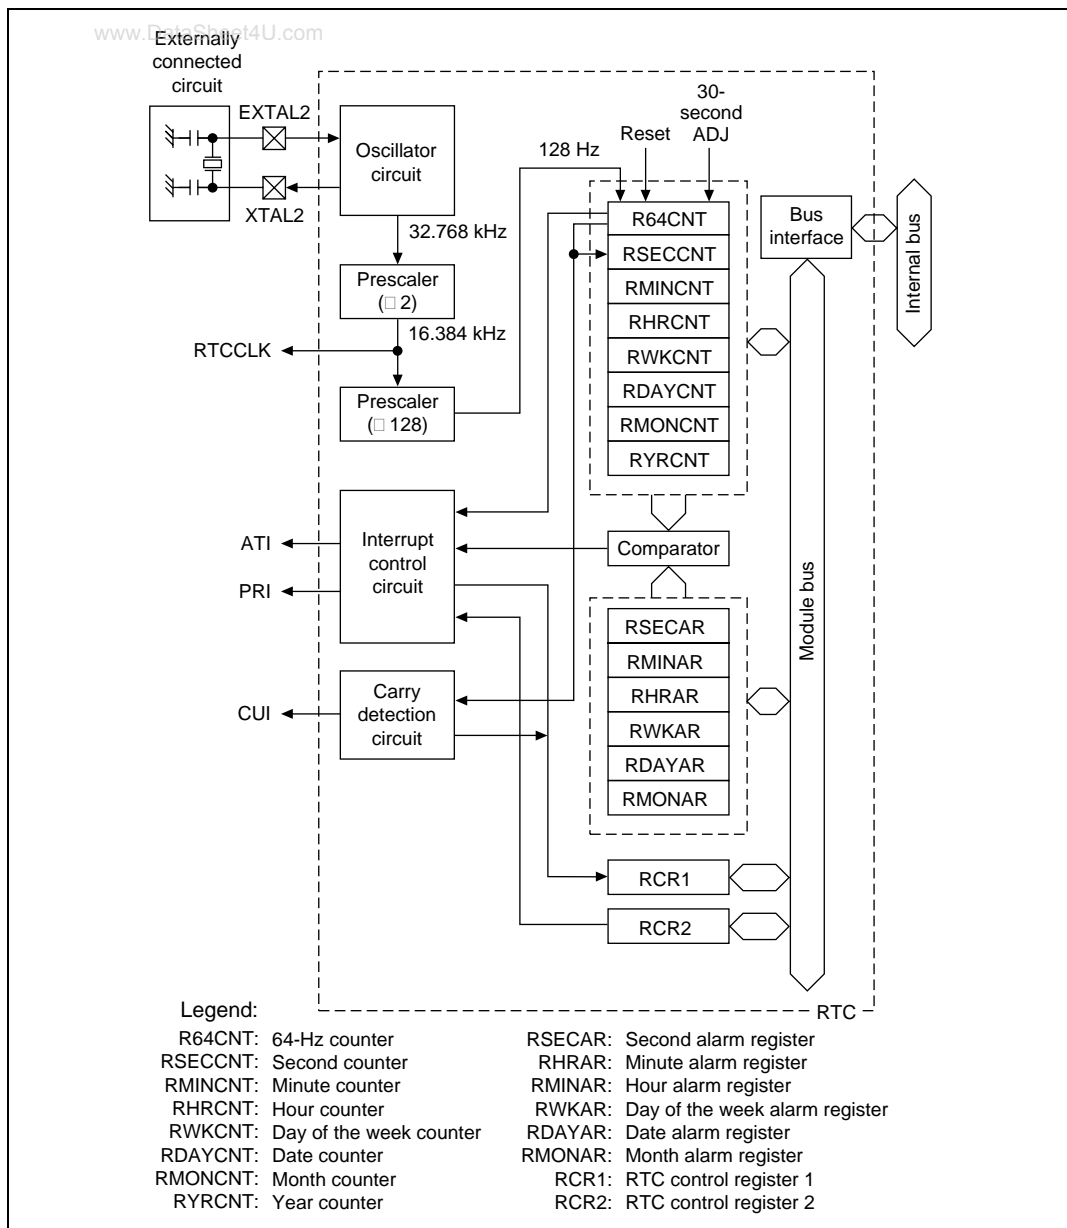 www.DataSheet4U.com
Externally
connected
circuit
EXTAL2
XTAL2
Oscillator
circuit
32.768 kHz
Prescaler
(□ 2)
16.384 kHz
RTCCLK
Prescaler
(□ 128)
128 Hz
Reset
30-
second
ADJ
R64CNT
RSECCNT
RMINCNT
RHRCNT
RWKCNT
RDAYCNT
RMONCNT
RYRCNT
Bus
interface
Internal bus
Module bus
ATI
PRI
Interrupt
control
circuit
Comparator
CUI
Carry
detection
circuit
RSECAR
RMINAR
RHRAR
RWKAR
RDAYAR
RMONAR
RCR1
RCR2
RTC
Legend:
R64CNT: 64-Hz counter
RSECCNT: Second counter
RMINCNT: Minute counter
RHRCNT: Hour counter
RWKCNT: Day of the week counter
RDAYCNT: Date counter
RMONCNT: Month counter
RYRCNT: Year counter
RSECAR: Second alarm register
RHRAR: Minute alarm register
RMINAR: Hour alarm register
RWKAR: Day of the week alarm register
RDAYAR: Date alarm register
RMONAR: Month alarm register
RCR1: RTC control register 1
RCR2: RTC control register 2